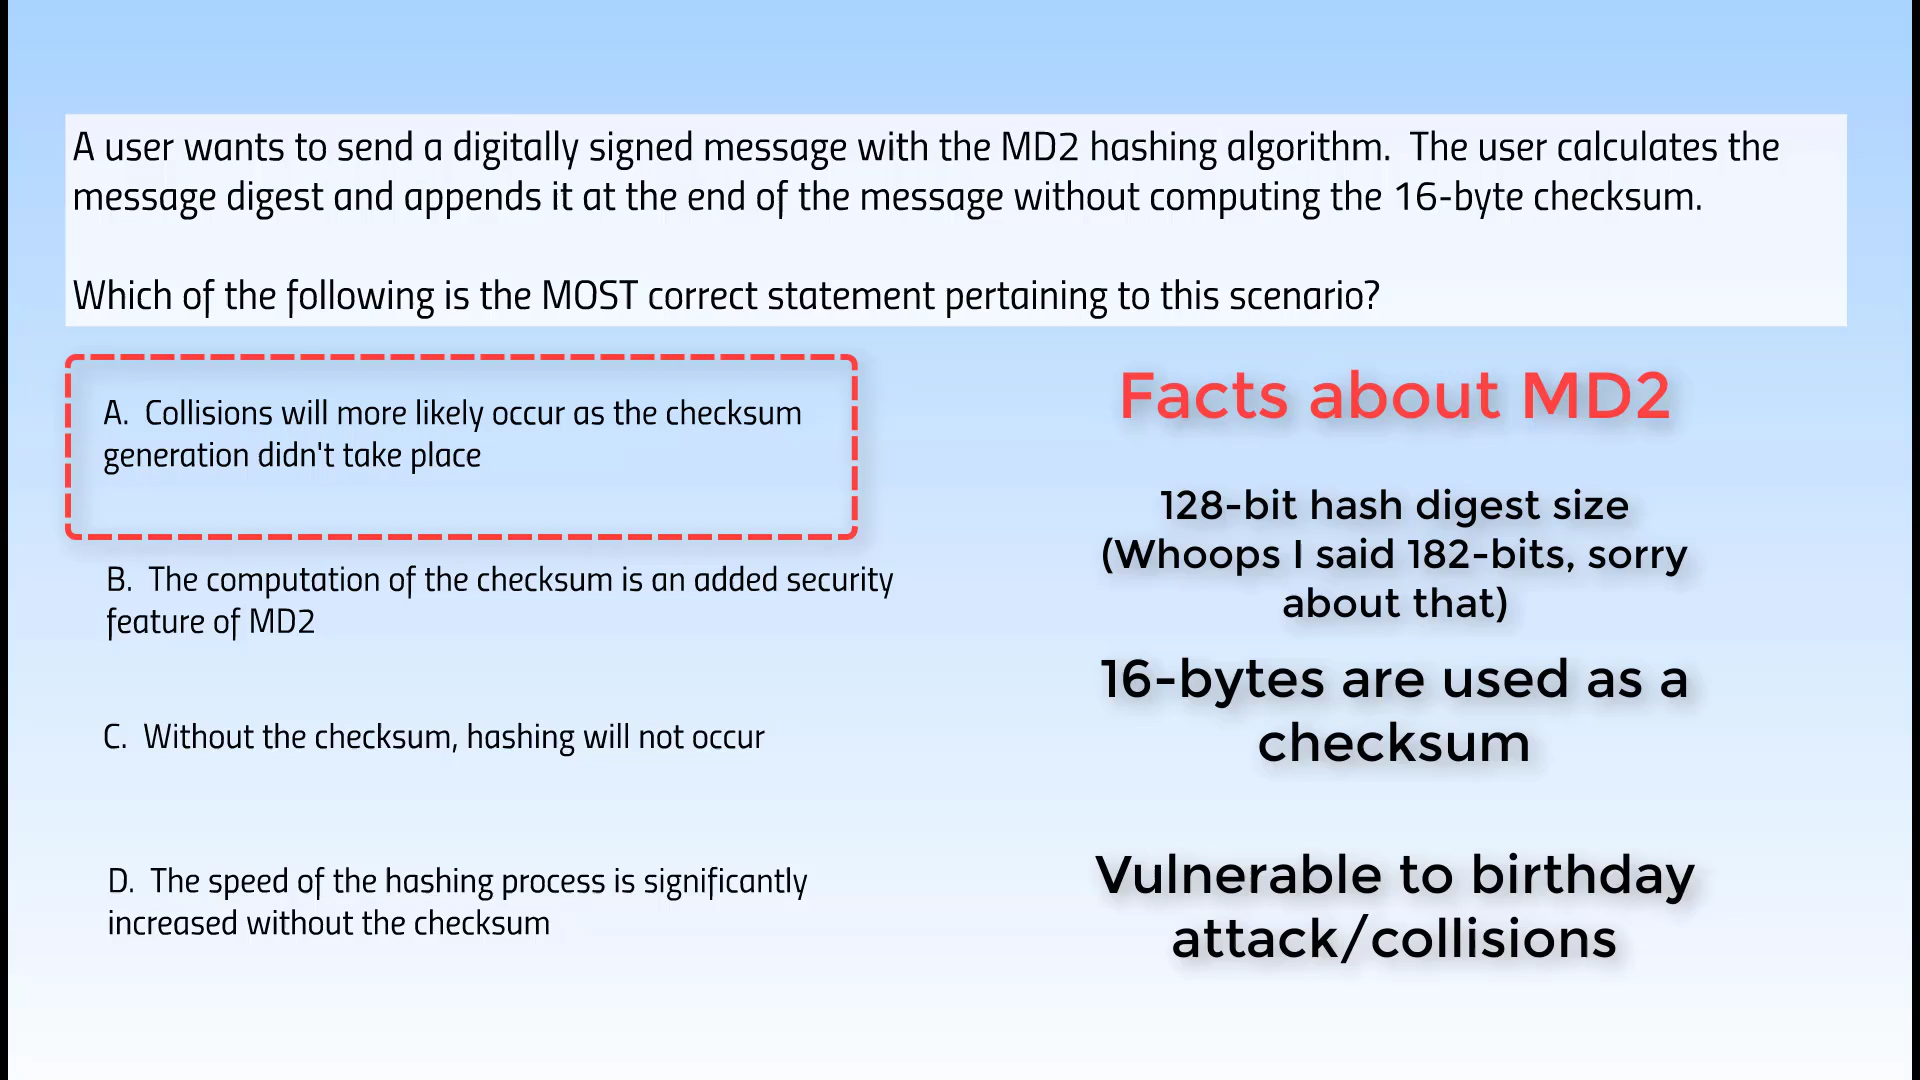 A user wants to send a digitally signed message with the MD2 hashing algorithm.  The user calculates the
message digest and appends it at the end of the message without computing the 16-byte checksum.
Which of the following is the MOST correct statement pertaining to this scenario?
A.  Collisions will more likely occur as the checksum
generation didn't take place
B.  The computation of the checksum is an added security
feature of MD2
C.  Without the checksum, hashing will not occur
D.  The speed of the hashing process is significantly
increased without the checksum
Facts about MD2
128-bit hash digest size
(Whoops I said 182-bits, sorry
about that)
16-bytes are used as a
checksum
Vulnerable to birthday
attack/collisions